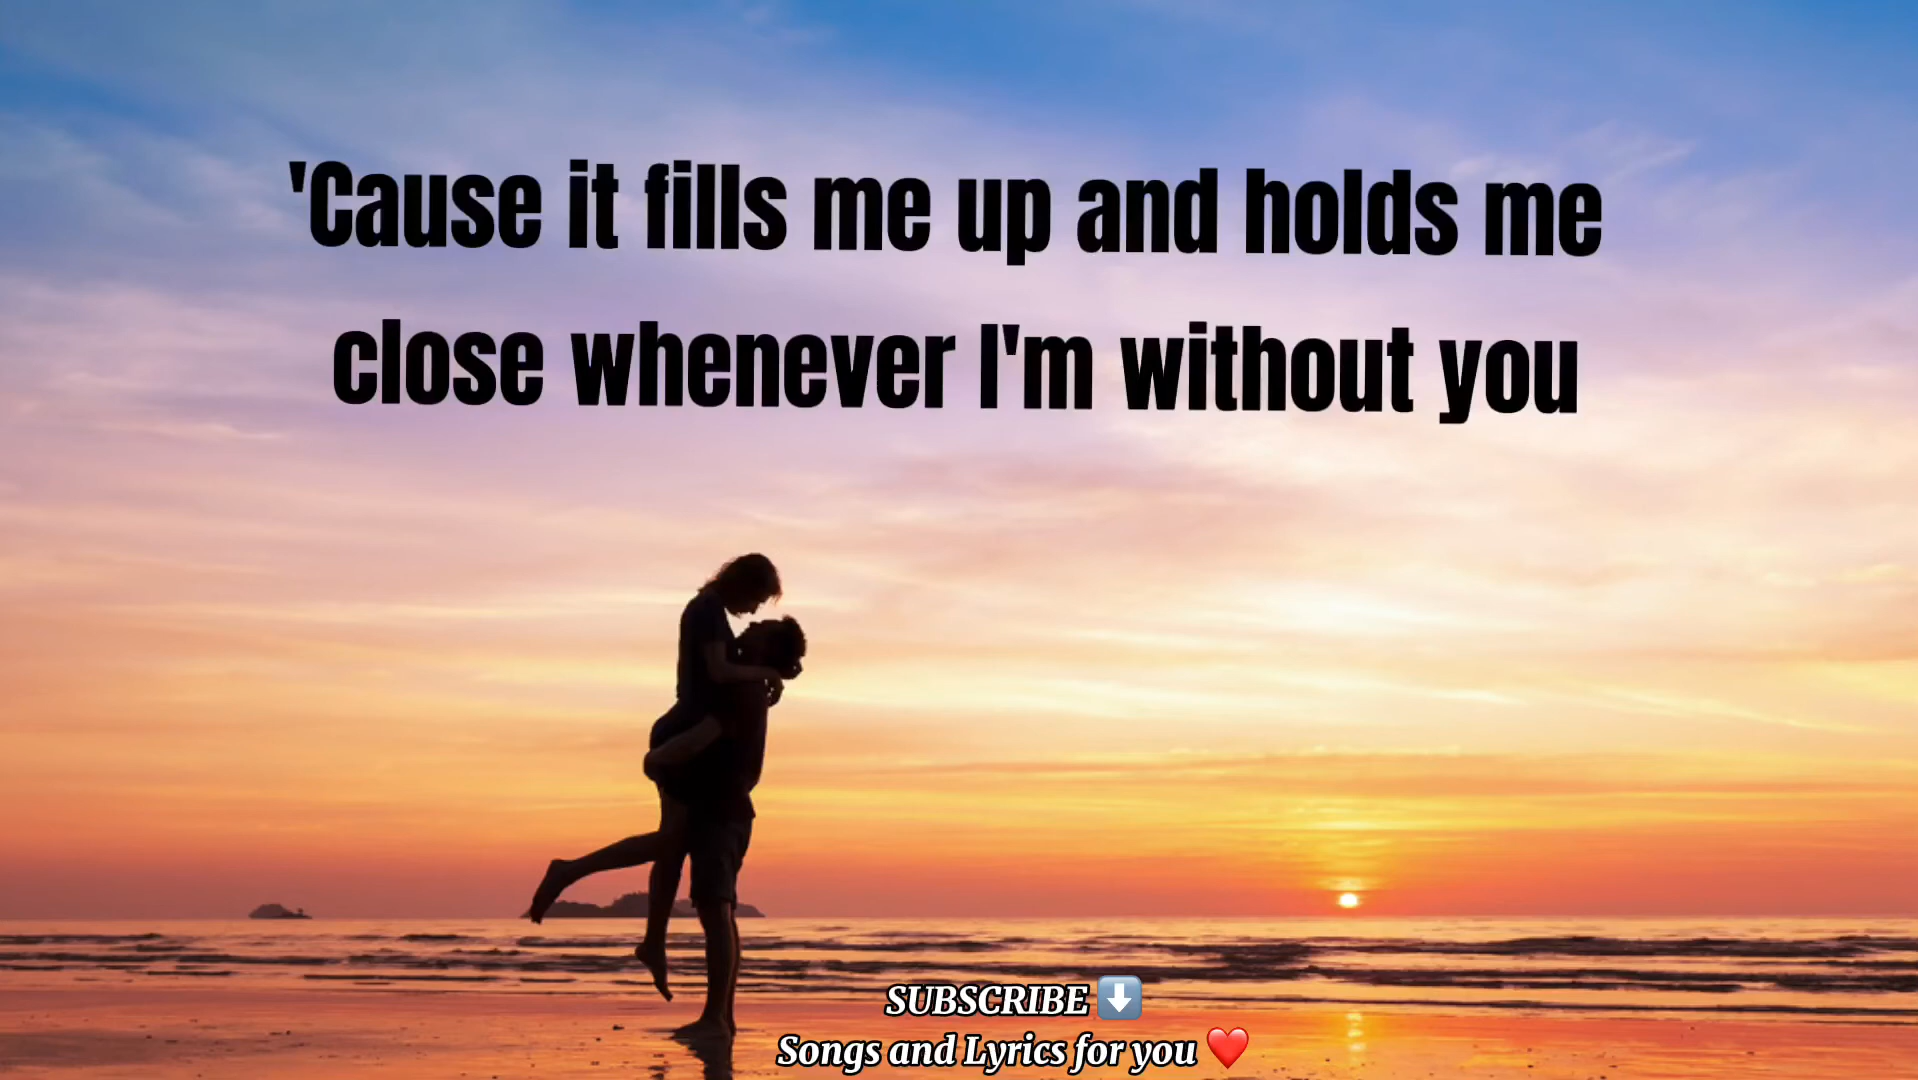 'Cause it fills me up and holds me
close whenever I'm without you
SUBSCRIBE ⬇️
Songs and Lyrics for you ❤️